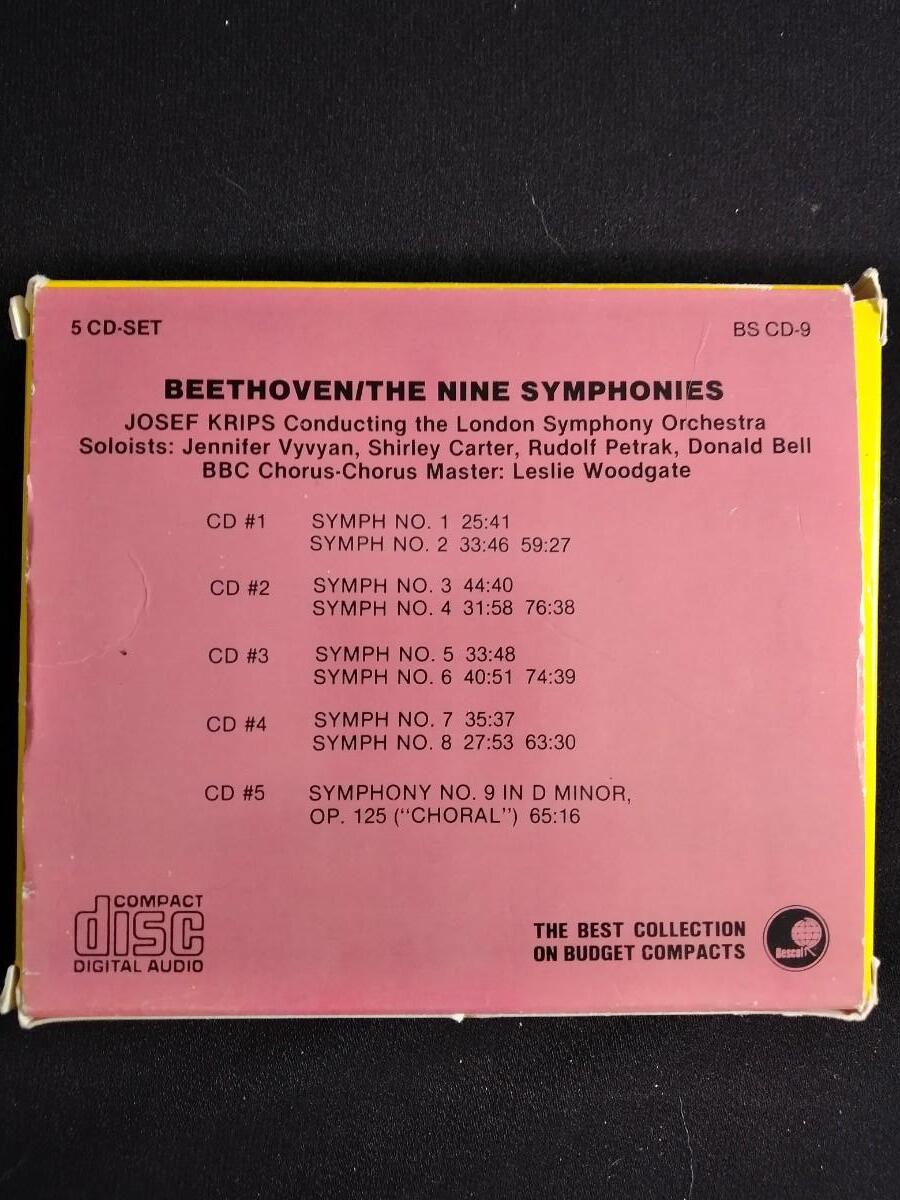 5 CD-SET
BS CD-9
BEETHOVEN/THE NINE SYMPHONIES
JOSEF KRIPS Conducting the London Symphony Orchestra
Soloists: Jennifer Vyvyan, Shirley Carter, Rudolf Petrak, Donald Bell
BBC Chorus-Chorus Master: Leslie Woodgate
CD #1 SYMPH NO. 1 25:41
SYMPH NO. 2 33:46 59:27
CD #2 SYMPH NO. 3 44:40
SYMPH NO. 4 31:58 76:38
CD #3 SYMPH NO. 5 33:48
SYMPH NO. 6 40:51 74:39
CD #4 SYMPH NO. 7 35:37
SYMPH NO. 8 27:53 63:30
CD #5 SYMPHONY NO. 9 IN D MINOR,
OP. 125 (“CHORAL”) 65:16
COMPACT
disc
DIGITAL AUDIO
THE BEST COLLECTION
ON BUDGET COMPACTS